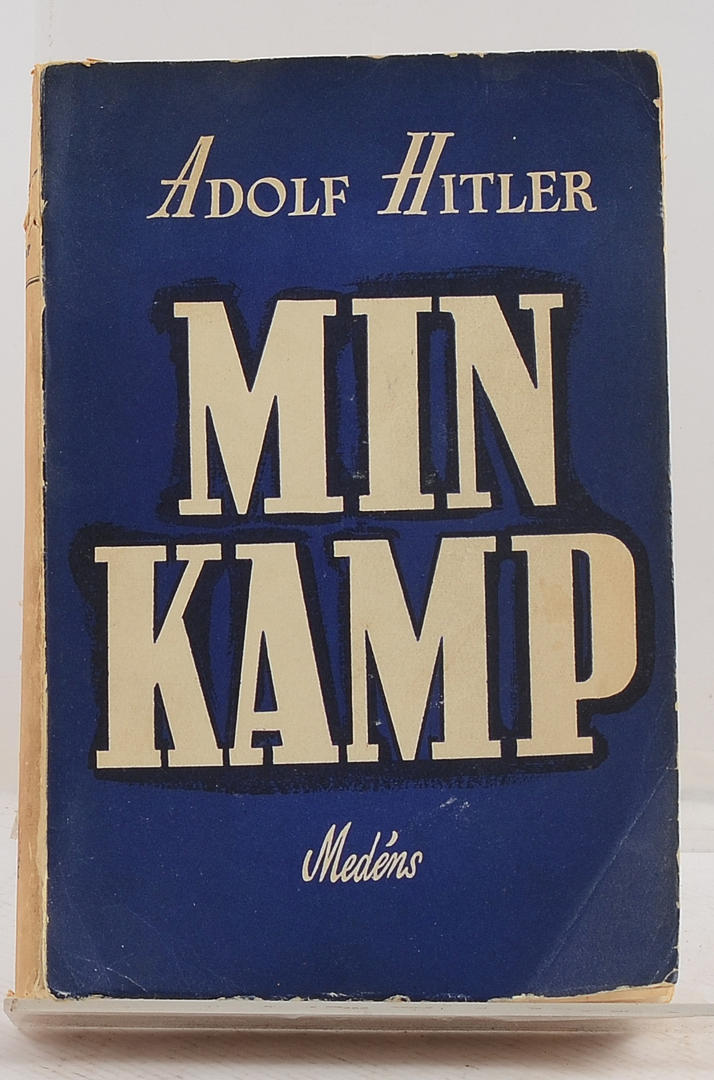 ADOLF HITLER
MIN
KAMP
Medéns